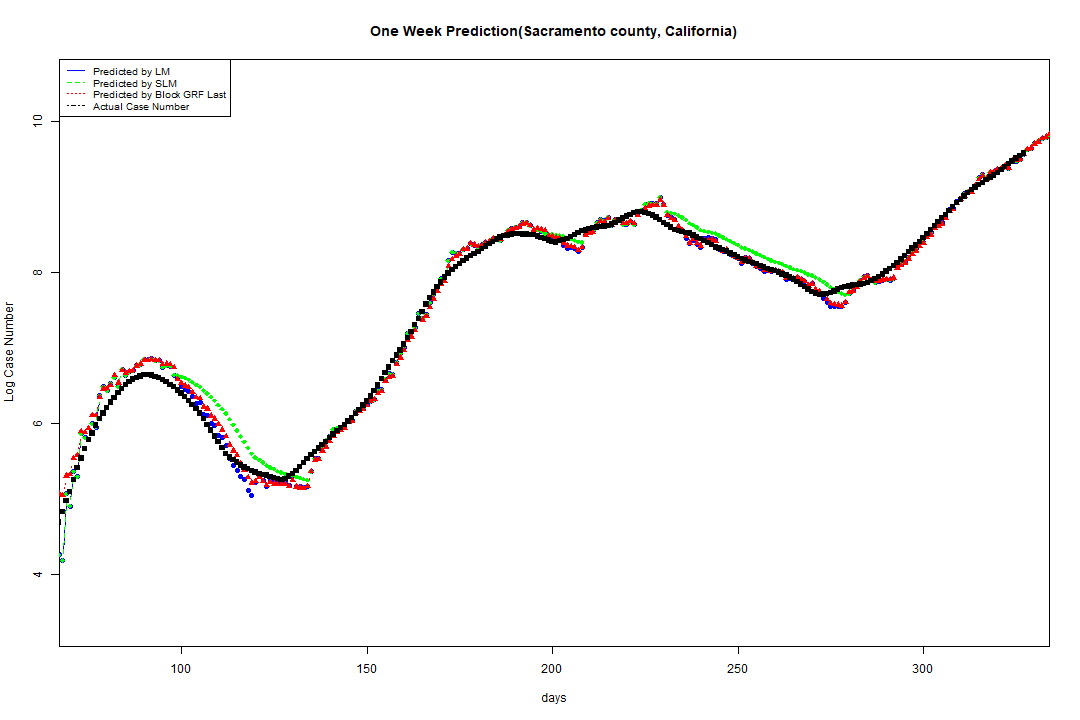 One Week Prediction(Sacramento county, California)
Predicted by LM
Predicted by SLM
Predicted by Block GRF Last
Actual Case Number
10
8
6
4
Log Case Number
100 150 200 250 300
days